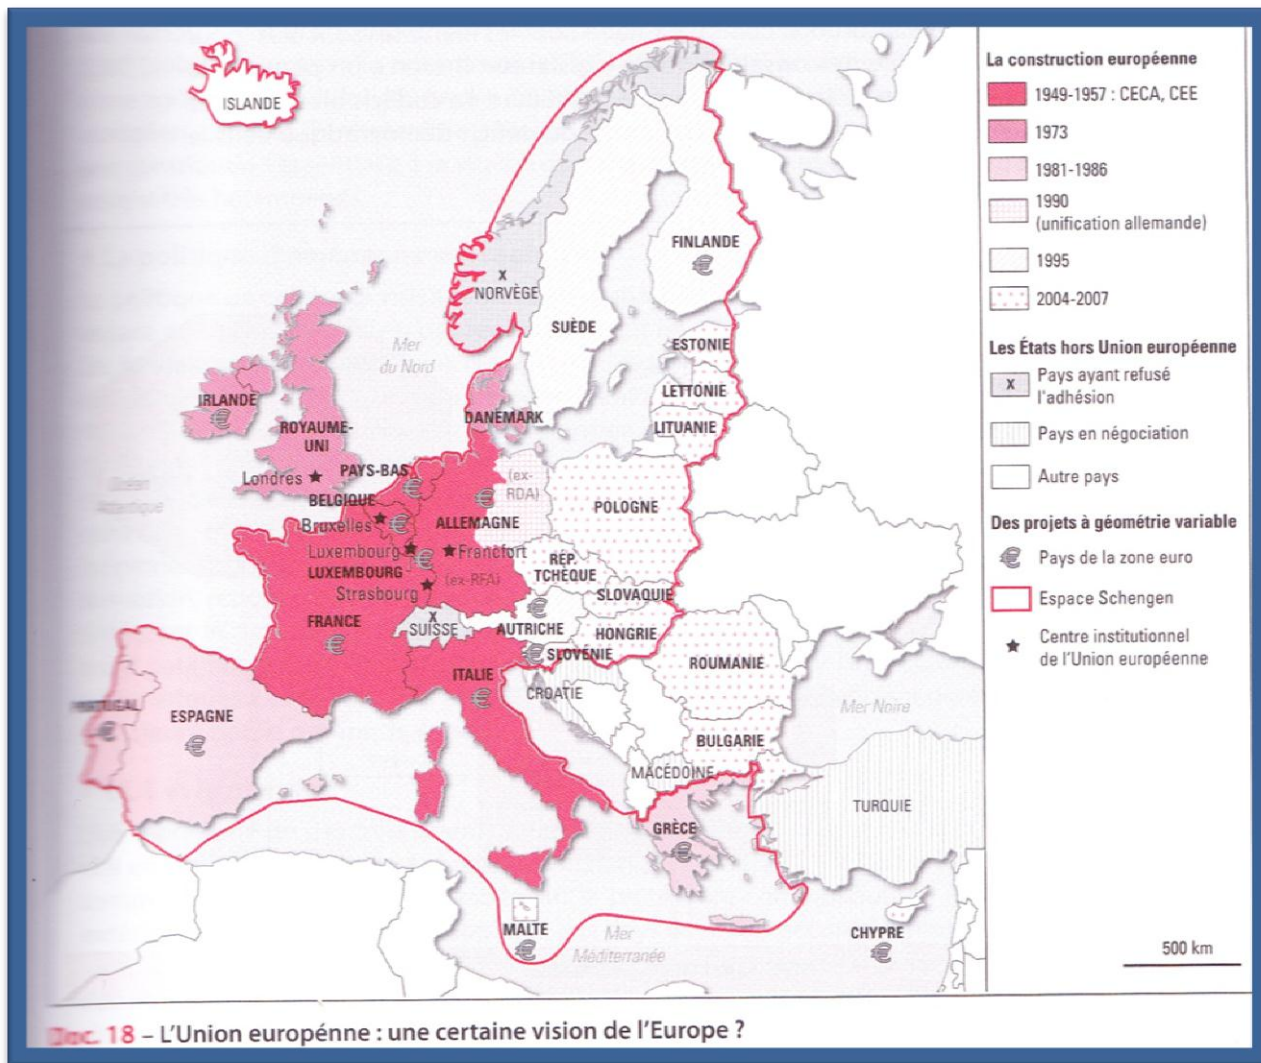 ISLANDE
FINLANDE
€
x
NORVÈGE
SUÈDE
ESTONIE
Mer
du Nord
LETTONIE
IRLANDE
€
DANEMARK
ROYAUME-
UNI
LITUANIE
Londres
PAYS-BAS
€
(ex-
RDA)
Océan
Atlantique
BELGIQUE
€
POLOGNE
Bruxelles
€
ALLEMAGNE
Luxembourg
€
Francfort
RÉP.
TCHÈQUE
LUXEMBOURG
(ex-RFA)
Strasbourg
SLOVAQUIE
€
FRANCE
€
x
SUISSE
AUTRICHE
HONGRIE
€
SLOVÉNIE
ROUMANIE
ITALIE
€
CROATIE
PORTUGAL
€
ESPAGNE
€
Mer Noire
BULGARIE
MACÉDOINE
TURQUIE
GRÈCE
€
MALTE
€
Mer
Méditerranée
CHYPRE
€
La construction européenne
1949-1957 : CECA, CEE
1973
1981-1986
1990
(unification allemande)
1995
2004-2007
Les États hors Union européenne
x
Pays ayant refusé
l'adhésion
Pays en négociation
Autre pays
Des projets à géométrie variable
€ Pays de la zone euro
Espace Schengen
Centre institutionnel
de l'Union européenne
500 km
Doc. 18 – L'Union europénne : une certaine vision de l'Europe ?